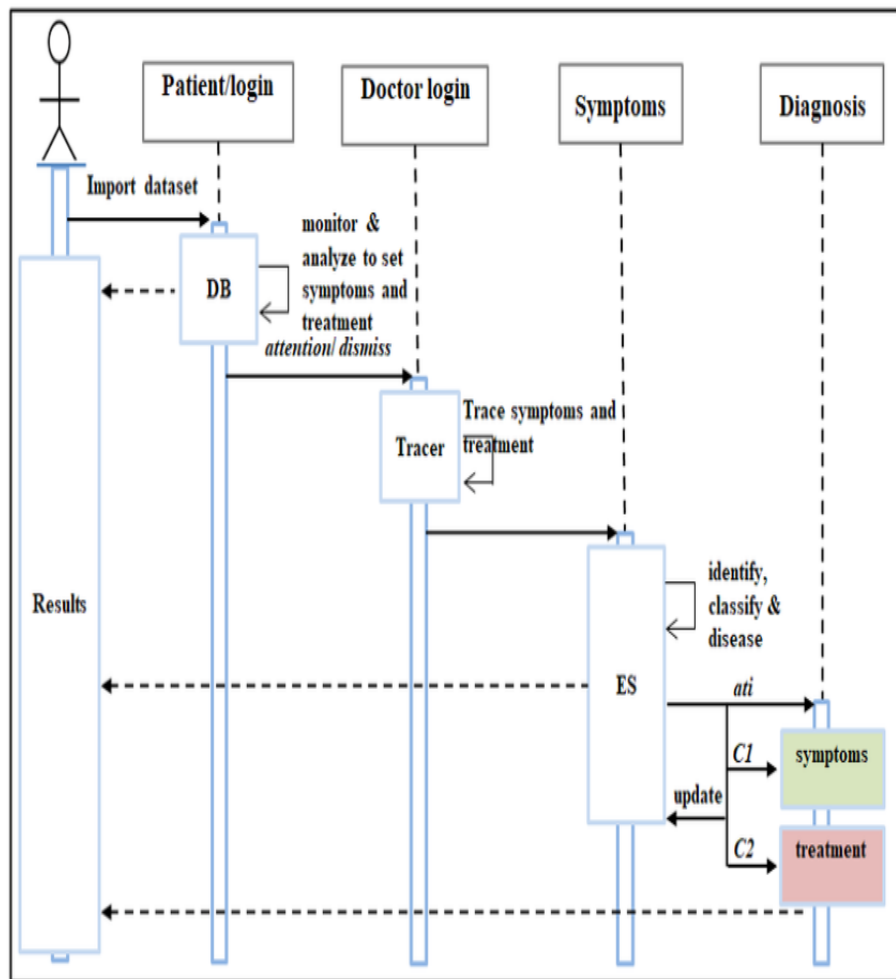 Patient/login
Doctor login
Symptoms
Diagnosis
Import dataset
monitor &
analyze to set
symptoms and
treatment
DB
attention/ dismiss
Trace symptoms and
treatment
Tracer
identify,
classify &
disease
Results
ES
ati
C1
symptoms
update
C2
treatment